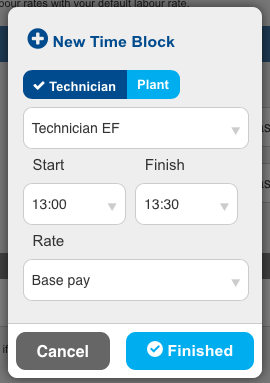 our rates with your default labour rate.
New Time Block
Technician Plant
Technician EF
Start Finish
13:00 13:30
Rate
Base pay
if
Cancel Finished